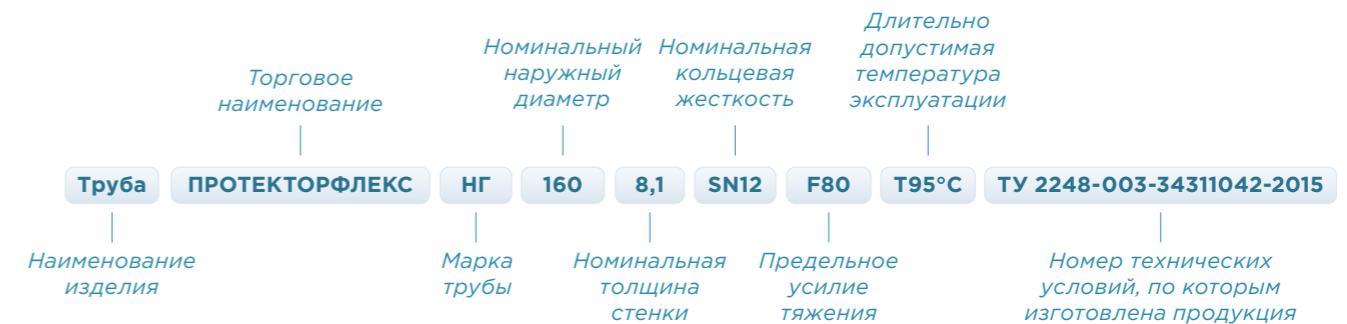 Торговое
наименование
Номинальный
наружный
диаметр
Номинальная
кольцевая
жесткость
Длительно
допустимая
температура
эксплуатации
Труба ПРОТЕКТОРФЛЕКС НГ 160 8,1 SN12 F80 T95°C ТУ 2248-003-34311042-2015
Наименование
изделия
Марка
трубы
Номинальная
толщина
стенки
Предельное
усилие
тяжения
Номер технических
условий, по которым
изготовлена продукция